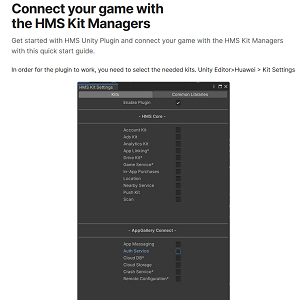 Connect your game with
the HMS Kit Managers
Get started with HMS Unity Plugin and connect your game with the HMS Kit Managers
with this quick start guide.
In order for the plugin to work, you need to select the needed kits. Unity Editor>Huawei > Kit Settings
HMS Kit Settings
Kits
Common Libraries
Enable Plugin
- HMS Core -
Account Kit
Ads Kit
Analytics Kit
App Linking*
Drive Kit*
Game Service*
In-App Purchases
Location
Nearby Service
Push Kit
Scan
- AppGallery Connect -
App Messaging
Auth Service
Cloud DB*
Cloud Storage
Crash Service*
Remote Configuration*